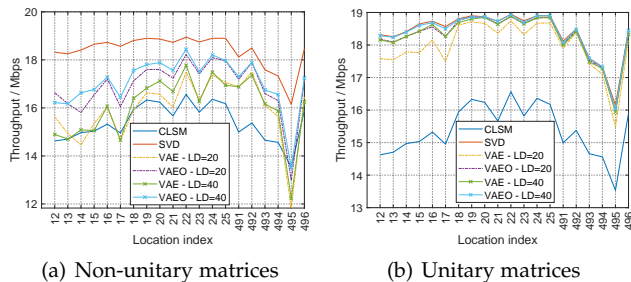 20
18
16
14
12
Throughput / Mbps
CLSM
SVD
VAE - LD=20
VAEO - LD=20
VAE - LD=40
VAEO - LD=40
12 13 14 15 16 17 18 19 20 21 22 23 24 25 491 492 493 494 495 496
Location index
(a) Non-unitary matrices
19
18
17
16
15
14
13
Throughput / Mbps
CLSM
SVD
VAE - LD=20
VAEO - LD=20
VAE - LD=40
VAEO - LD=40
12 13 14 15 16 17 18 19 20 21 22 23 24 25 491 492 493 494 495 496
Location index
(b) Unitary matrices